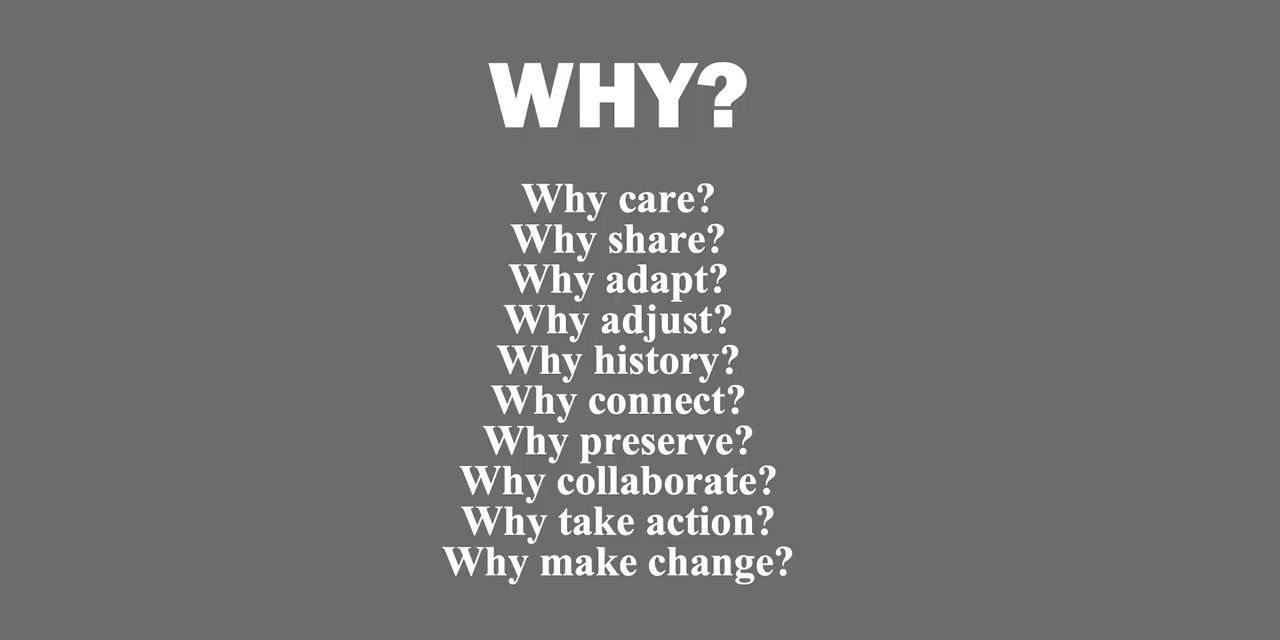 WHY?
Why care?
Why share?
Why adapt?
Why adjust?
Why history?
Why connect?
Why preserve?
Why collaborate?
Why take action?
Why make change?